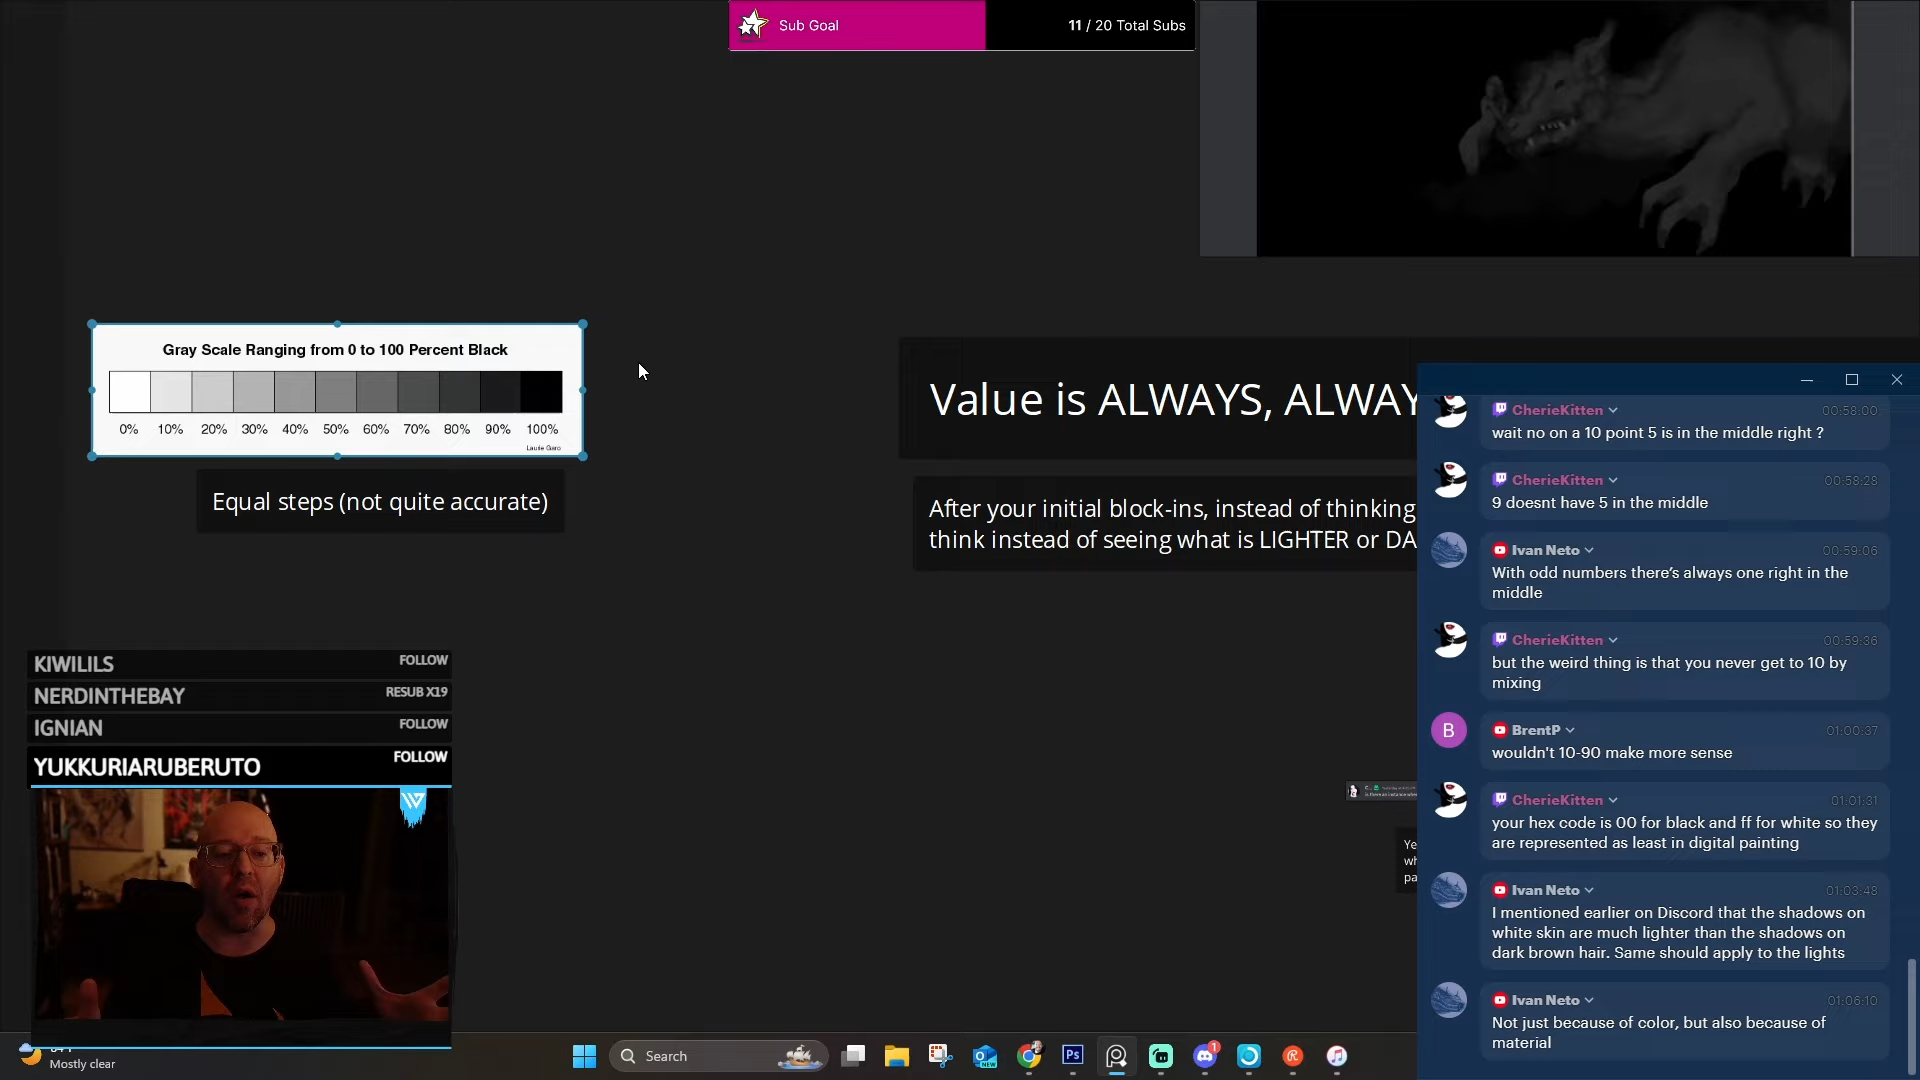 Sub Goal
11 / 20 Total Subs
Gray Scale Ranging from 0 to 100 Percent Black
0% 10% 20% 30% 40% 50% 60% 70% 80% 90% 100%
Laurie Garo
Equal steps (not quite accurate)
Value is ALWAYS, ALWAY
After your initial block-ins, instead of thinking
think instead of seeing what is LIGHTER or DA
KIWILILS FOLLOW
NERDINTHEBAY RESUB X19
IGNIAN FOLLOW
YUKKURIARUBERUTO FOLLOW
Ye
wh
pa
CherieKitten 00:58:00
wait no on a 10 point 5 is in the middle right ?
CherieKitten 00:58:28
9 doesnt have 5 in the middle
Ivan Neto 00:59:06
With odd numbers there's always one right in the
middle
CherieKitten 00:59:36
but the weird thing is that you never get to 10 by
mixing
B BrentP 01:00:37
wouldn't 10-90 make more sense
CherieKitten 01:01:31
your hex code is 00 for black and ff for white so they
are represented as least in digital painting
Ivan Neto 01:03:48
I mentioned earlier on Discord that the shadows on
white skin are much lighter than the shadows on
dark brown hair. Same should apply to the lights
Ivan Neto 01:06:10
Not just because of color, but also because of
material
Mostly clear
Search
NEW
Ps
1